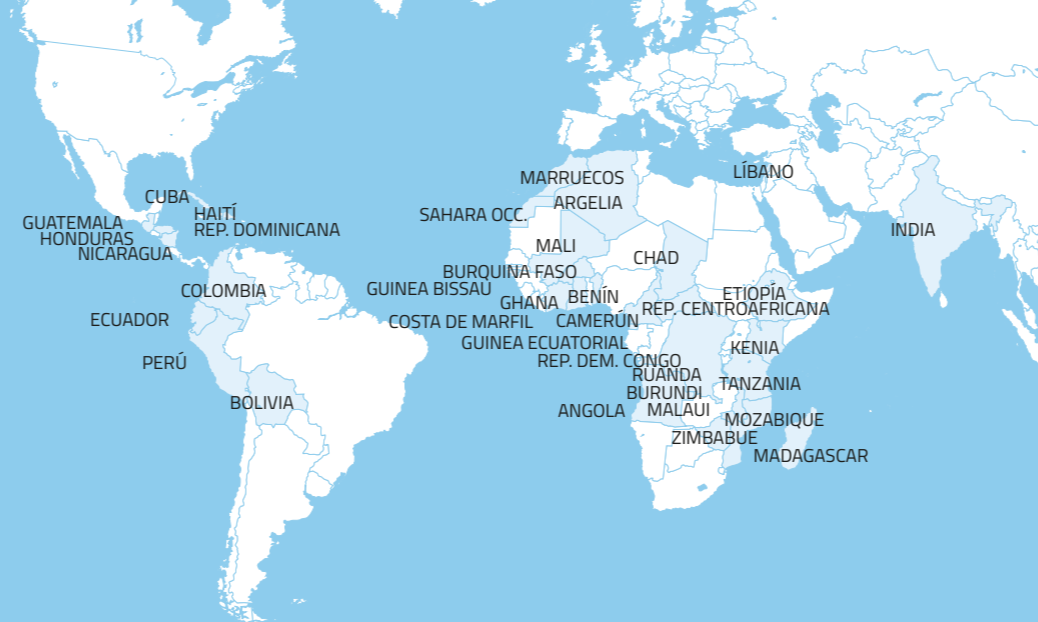 CUBA
GUATEMALA
HAITÍ
REP. DOMINICANA
HONDURAS
NICARAGUA
COLOMBIA
ECUADOR
PERÚ
BOLIVIA
MARRUECOS
ARGELIA
SAHARA OCC.
MALI
CHAD
BURQUINA FASO
GUINEA BISSAU
GHANA
BENÍN
COSTA DE MARFIL
CAMERÚN
ETIOPÍA
REP. CENTROAFRICANA
GUINEA ECUATORIAL
KENIA
REP. DEM. CONGO
RUANDA
TANZANIA
BURUNDI
ANGOLA
MALAUI
MOZABIQUE
ZIMBABUE
MADAGASCAR
LÍBANO
INDIA